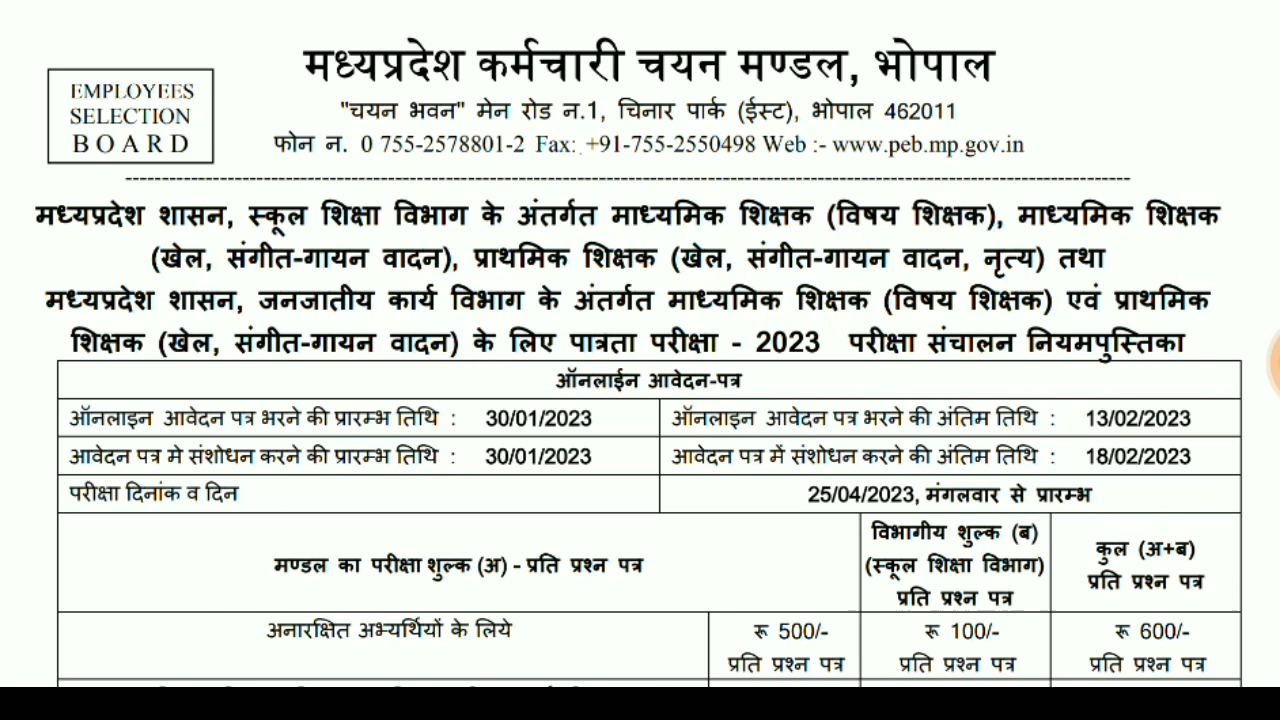 मध्यप्रदेश कर्मचारी चयन मण्डल, भोपाल
EMPLOYEES
SELECTION
BOARD
"चयन भवन" मेन रोड न.1, चिनार पार्क (ईस्ट), भोपाल 462011
फोन न. 0 755-2578801-2 Fax: +91-755-2550498 Web :- www.peb.mp.gov.in
मध्यप्रदेश शासन, स्कूल शिक्षा विभाग के अंतर्गत माध्यमिक शिक्षक (विषय शिक्षक), माध्यमिक शिक्षक
(खेल, संगीत-गायन वादन), प्राथमिक शिक्षक (खेल, संगीत-गायन वादन, नृत्य) तथा
मध्यप्रदेश शासन, जनजातीय कार्य विभाग के अंतर्गत माध्यमिक शिक्षक (विषय शिक्षक) एवं प्राथमिक
शिक्षक (खेल, संगीत-गायन वादन) के लिए पात्रता परीक्षा - 2023 परीक्षा संचालन नियमपुस्तिका
ऑनलाईन आवेदन-पत्र
ऑनलाइन आवेदन पत्र भरने की प्रारम्भ तिथि : 30/01/2023
ऑनलाइन आवेदन पत्र भरने की अंतिम तिथि : 13/02/2023
आवेदन पत्र मे संशोधन करने की प्रारम्भ तिथि : 30/01/2023
आवेदन पत्र में संशोधन करने की अंतिम तिथि : 18/02/2023
परीक्षा दिनांक व दिन
25/04/2023, मंगलवार से प्रारम्भ
मण्डल का परीक्षा शुल्क (अ) - प्रति प्रश्न पत्र
विभागीय शुल्क (ब)
(स्कूल शिक्षा विभाग)
प्रति प्रश्न पत्र
कुल (अ+ब)
प्रति प्रश्न पत्र
अनारक्षित अभ्यर्थियों के लिये
रू 500/-
प्रति प्रश्न पत्र
रू 100/-
प्रति प्रश्न पत्र
रू 600/-
प्रति प्रश्न पत्र